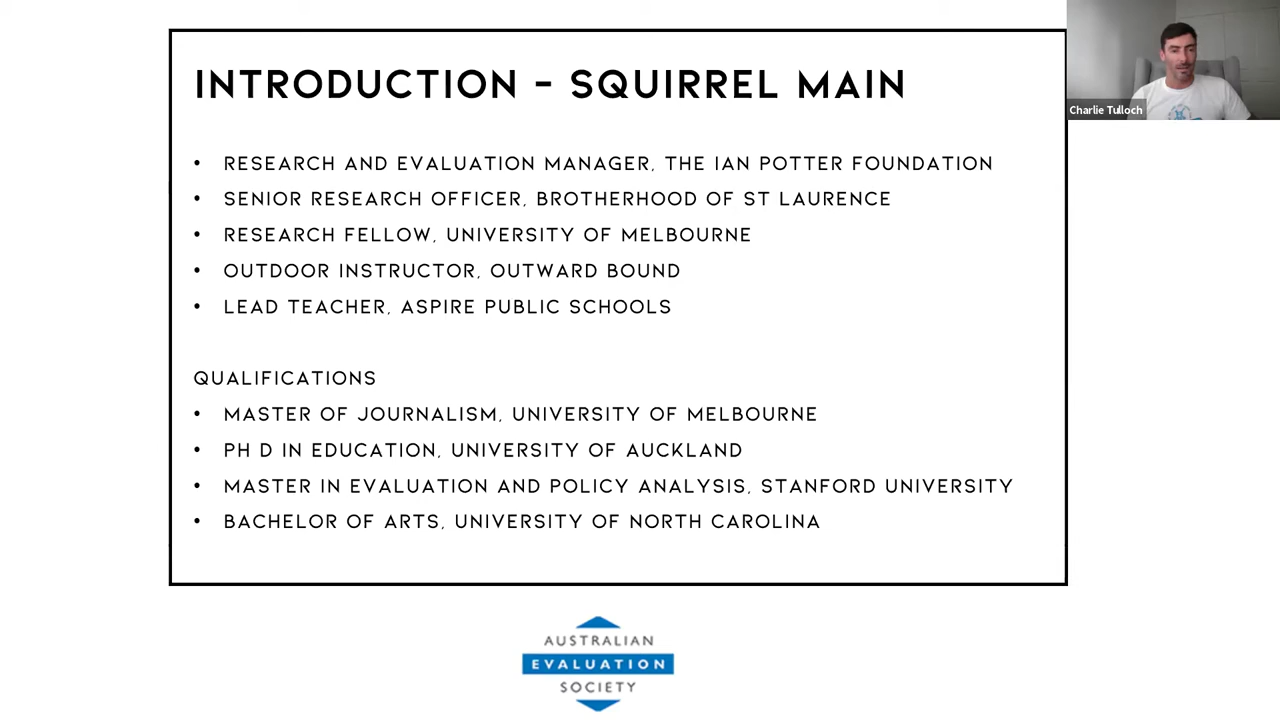 INTRODUCTION - SQUIRREL MAIN
Charlie Tulloch
• RESEARCH AND EVALUATION MANAGER, THE IAN POTTER FOUNDATION
• SENIOR RESEARCH OFFICER, BROTHERHOOD OF ST LAURENCE
• RESEARCH FELLOW, UNIVERSITY OF MELBOURNE
• OUTDOOR INSTRUCTOR, OUTWARD BOUND
• LEAD TEACHER, ASPIRE PUBLIC SCHOOLS
QUALIFICATIONS
• MASTER OF JOURNALISM, UNIVERSITY OF MELBOURNE
• PH D IN EDUCATION, UNIVERSITY OF AUCKLAND
• MASTER IN EVALUATION AND POLICY ANALYSIS, STANFORD UNIVERSITY
• BACHELOR OF ARTS, UNIVERSITY OF NORTH CAROLINA
AUSTRALIAN
EVALUATION
SOCIETY